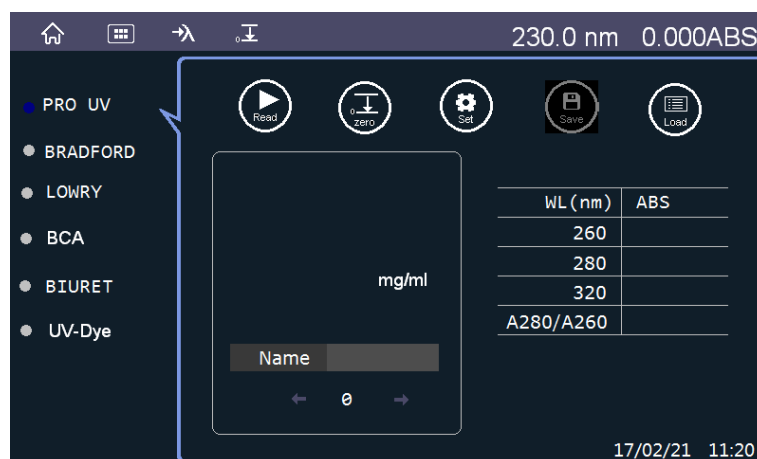 230.0 nm 0.000ABS
PRO UV
BRADFORD
LOWRY
BCA
BIURET
UV-Dye
Read
zero
Set
Save
Load
mg/ml
Name
0
WL(nm) ABS
260
280
320
A280/A260
17/02/21 11:20